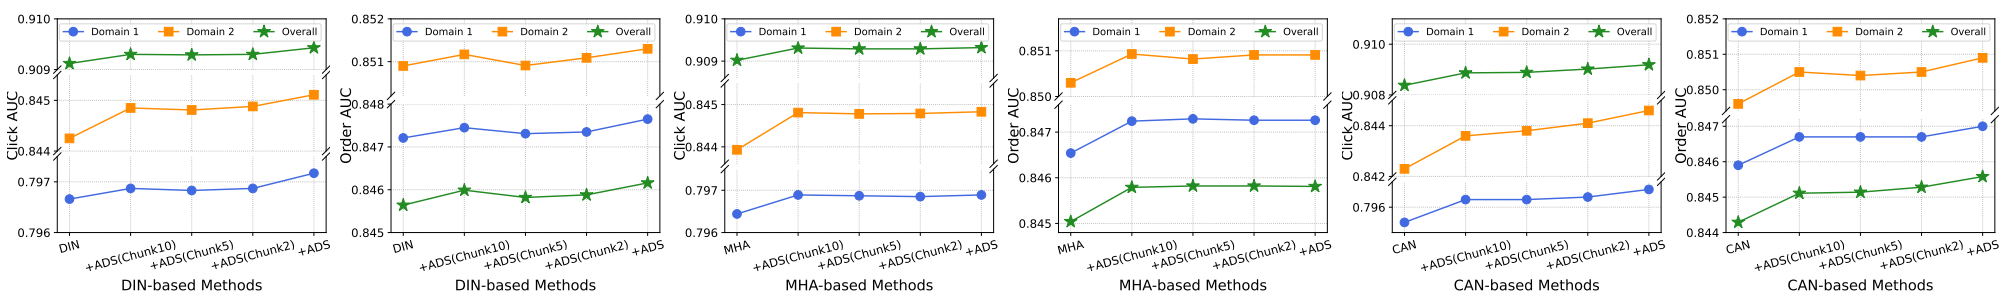 0.910
0.909
0.845
0.844
0.797
0.796
Click AUC
Domain 1
Domain 2
Overall
DIN
+ADS(Chunk10)
+ADS(Chunk5)
+ADS(Chunk2)
+ADS
DIN-based Methods
0.852
0.851
0.848
0.847
0.846
0.845
Order AUC
Domain 1
Domain 2
Overall
DIN
+ADS(Chunk10)
+ADS(Chunk5)
+ADS(Chunk2)
+ADS
DIN-based Methods
0.910
0.909
0.845
0.844
0.797
0.796
Click AUC
Domain 1
Domain 2
Overall
MHA
+ADS(Chunk10)
+ADS(Chunk5)
+ADS(Chunk2)
+ADS
MHA-based Methods
0.851
0.850
0.847
0.846
0.845
Order AUC
Domain 1
Domain 2
Overall
MHA
+ADS(Chunk10)
+ADS(Chunk5)
+ADS(Chunk2)
+ADS
MHA-based Methods
0.910
0.908
0.844
0.842
0.796
Click AUC
Domain 1
Domain 2
Overall
CAN
+ADS(Chunk10)
+ADS(Chunk5)
+ADS(Chunk2)
+ADS
CAN-based Methods
0.852
0.851
0.850
0.847
0.846
0.845
0.844
Order AUC
Domain 1
Domain 2
Overall
CAN
+ADS(Chunk10)
+ADS(Chunk5)
+ADS(Chunk2)
+ADS
CAN-based Methods